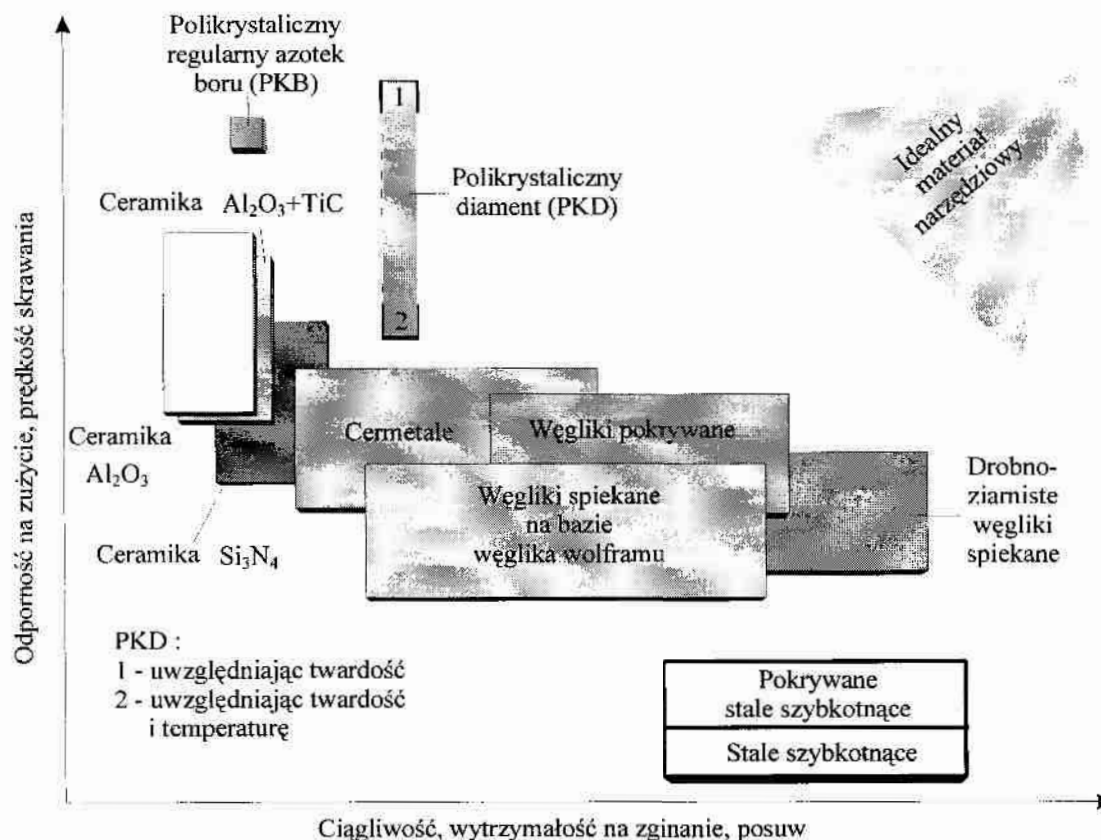 Polikrystaliczny
regularny azotek
boru (PKB)
1
Idealny
materiał
narzędziowy
Polikrystaliczny
diament (PKD)
Ceramika Al₂O₃+TiC
2
Odporność na zużycie, prędkość skrawania
Cermetale
Węgliki pokrywane
Ceramika
Al₂O₃
Węgliki spiekane
na bazie
węglika wolframu
Drobno-
ziarniste
węgliki
spiekane
Ceramika Si₃N₄
PKD :
1 - uwzględniając twardość
2 - uwzględniając twardość
i temperaturę
Pokrywane
stale szybkotnące
Stale szybkotnące
Ciągliwość, wytrzymałość na zginanie, posuw